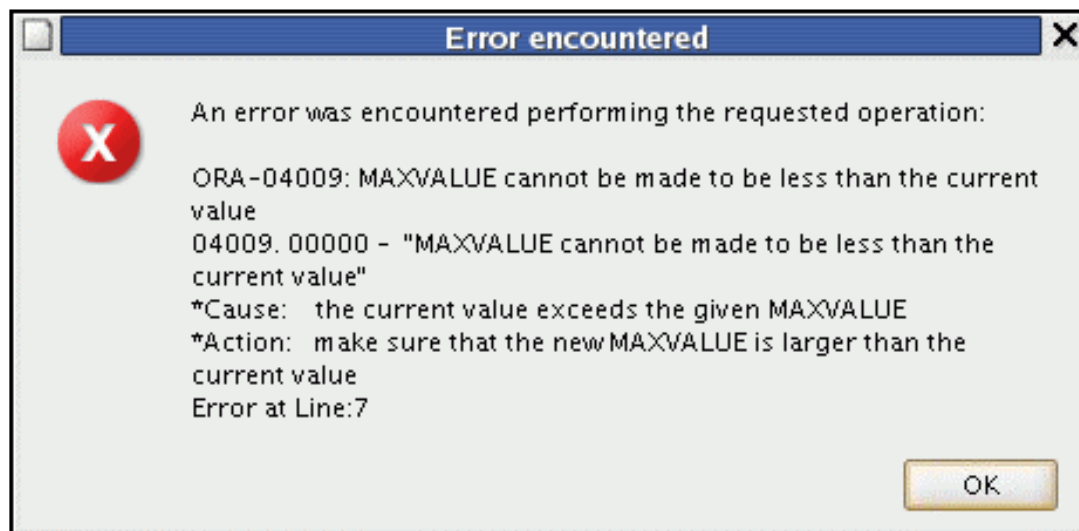 Error encountered
An error was encountered performing the requested operation:
ORA-04009: MAXVALUE cannot be made to be less than the current
value
04009. 00000 - "MAXVALUE cannot be made to be less than the
current value"
*Cause: the current value exceeds the given MAXVALUE
*Action: make sure that the new MAXVALUE is larger than the
current value
Error at Line:7
OK